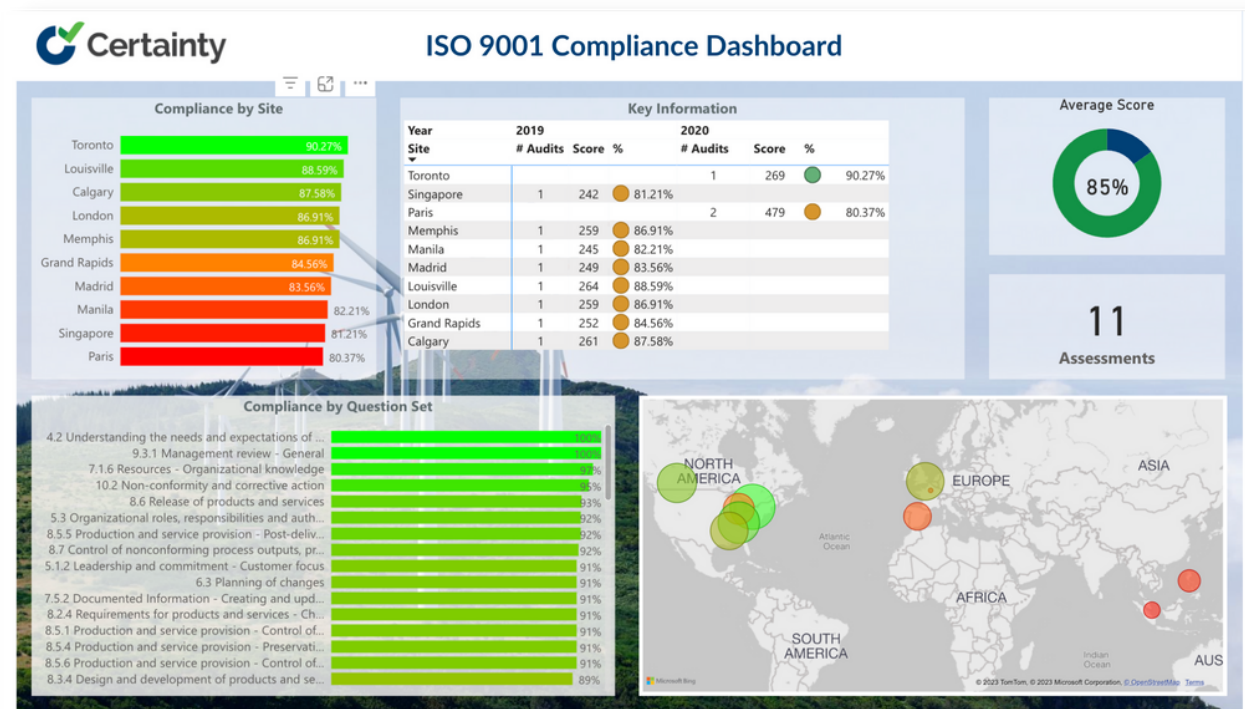 Certainty
ISO 9001 Compliance Dashboard
Compliance by Site
Toronto 90.27%
Louisville 88.59%
Calgary 87.58%
London 86.91%
Memphis 86.91%
Grand Rapids 84.56%
Madrid 83.56%
Manila 82.21%
Singapore 81.21%
Paris 80.37%
Key Information
Year 2019 2020
Site # Audits Score % # Audits Score %
Toronto 1 269 90.27%
Singapore 1 242 81.21%
Paris 2 479 80.37%
Memphis 1 259 86.91%
Manila 1 245 82.21%
Madrid 1 249 83.56%
Louisville 1 264 88.59%
London 1 259 86.91%
Grand Rapids 1 252 84.56%
Calgary 1 261 87.58%
Average Score
85%
11
Assessments
Compliance by Question Set
4.2 Understanding the needs and expectations of ... 100%
9.3.1 Management review - General 100%
7.1.6 Resources - Organizational knowledge 97%
10.2 Non-conformity and corrective action 95%
8.6 Release of products and services 93%
5.3 Organizational roles, responsibilities and auth... 92%
8.5.5 Production and service provision - Post-deliv... 92%
8.7 Control of nonconforming process outputs, pr... 92%
5.1.2 Leadership and commitment - Customer focus 91%
6.3 Planning of changes 91%
7.5.2 Documented Information - Creating and upd... 91%
8.2.4 Requirements for products and services - Ch... 91%
8.5.1 Production and service provision - Control of... 91%
8.5.4 Production and service provision - Preservati... 91%
8.5.6 Production and service provision - Control of... 91%
8.3.4 Design and development of products and se... 89%
NORTH
AMERICA
EUROPE
ASIA
Atlantic
Ocean
AFRICA
SOUTH
AMERICA
Indian
Ocean
AUS
Microsoft Bing
© 2023 TomTom, © 2023 Microsoft Corporation, © OpenStreetMap Terms